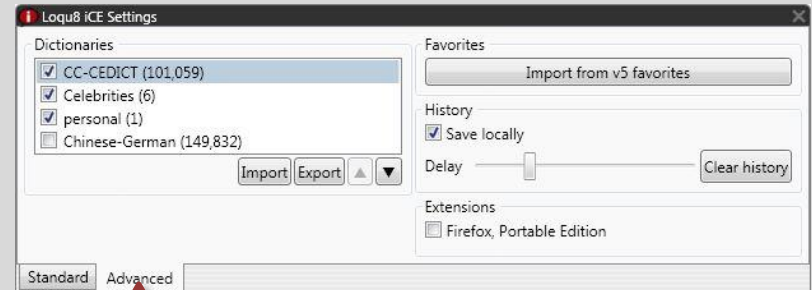 Loqu8 iCE Settings
Dictionaries
CC-CEDICT (101,059)
Celebrities (6)
personal (1)
Chinese-German (149,832)
Import Export
Favorites
Import from v5 favorites
History
Save locally
Delay Clear history
Extensions
Firefox, Portable Edition
Standard Advanced